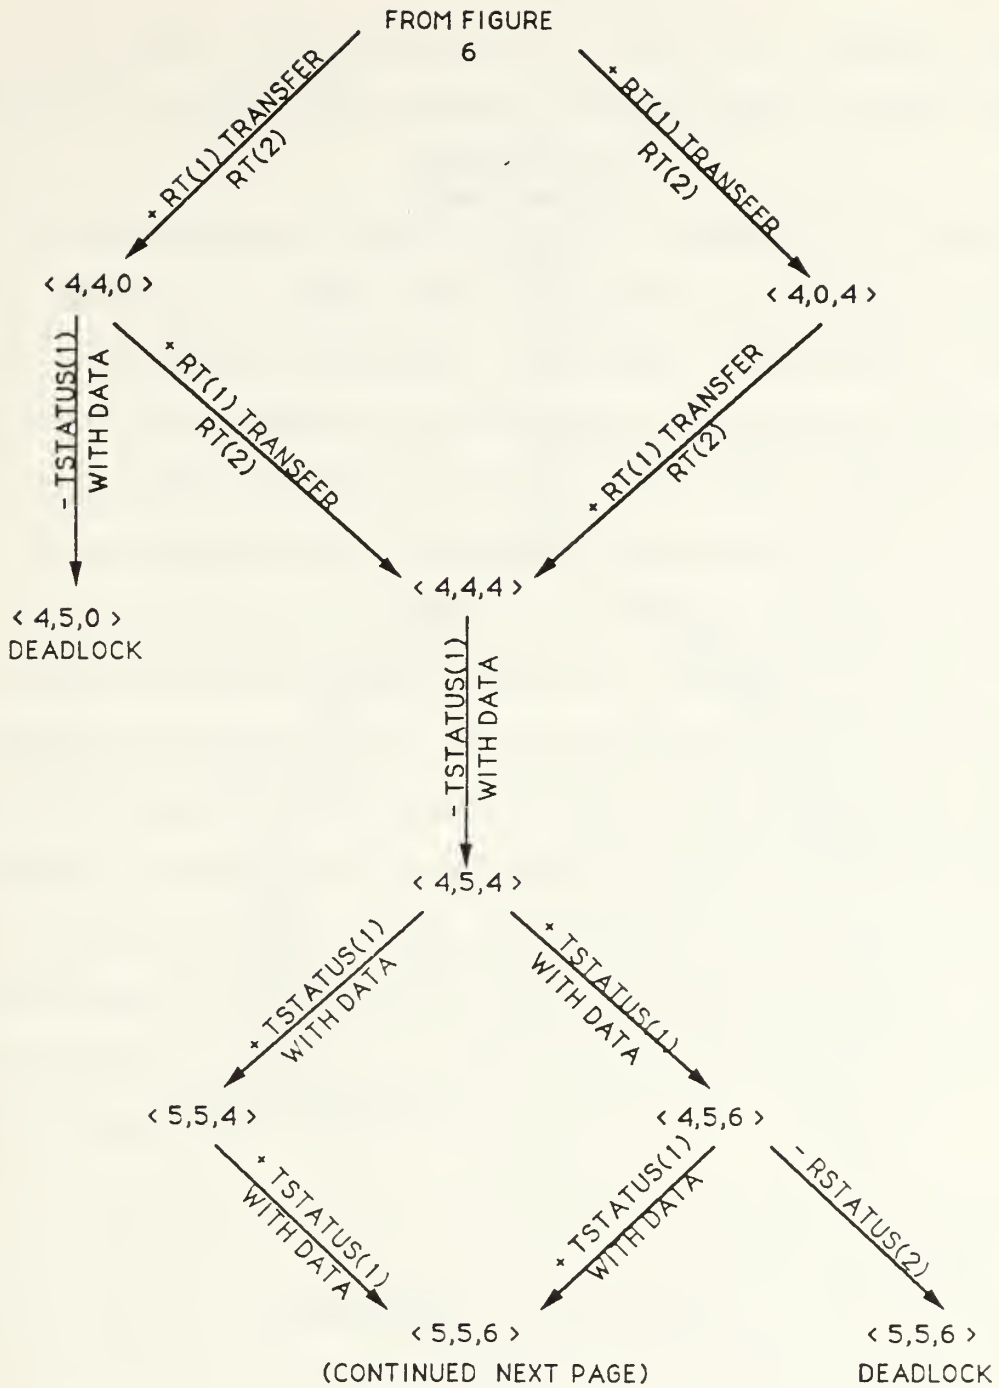 FROM FIGURE
6
+ RT(1) TRANSFER
RT(2)
+ RT(1) TRANSFER
RT(2)
< 4,4,0 >
< 4,0,4 >
- TSTATUS(1)
WITH DATA
+ RT(1) TRANSFER
RT(2)
+ RT(1) TRANSFER
RT(2)
< 4,4,4 >
< 4,5,0 >
DEADLOCK
- TSTATUS(1)
WITH DATA
< 4,5,4 >
+ TSTATUS(1)
WITH DATA
+ TSTATUS(1)
WITH DATA
< 5,5,4 >
< 4,5,6 >
+ TSTATUS(1)
WITH DATA
+ TSTATUS(1)
WITH DATA
- RSTATUS(2)
< 5,5,6 >
(CONTINUED NEXT PAGE)
< 5,5,6 >
DEADLOCK